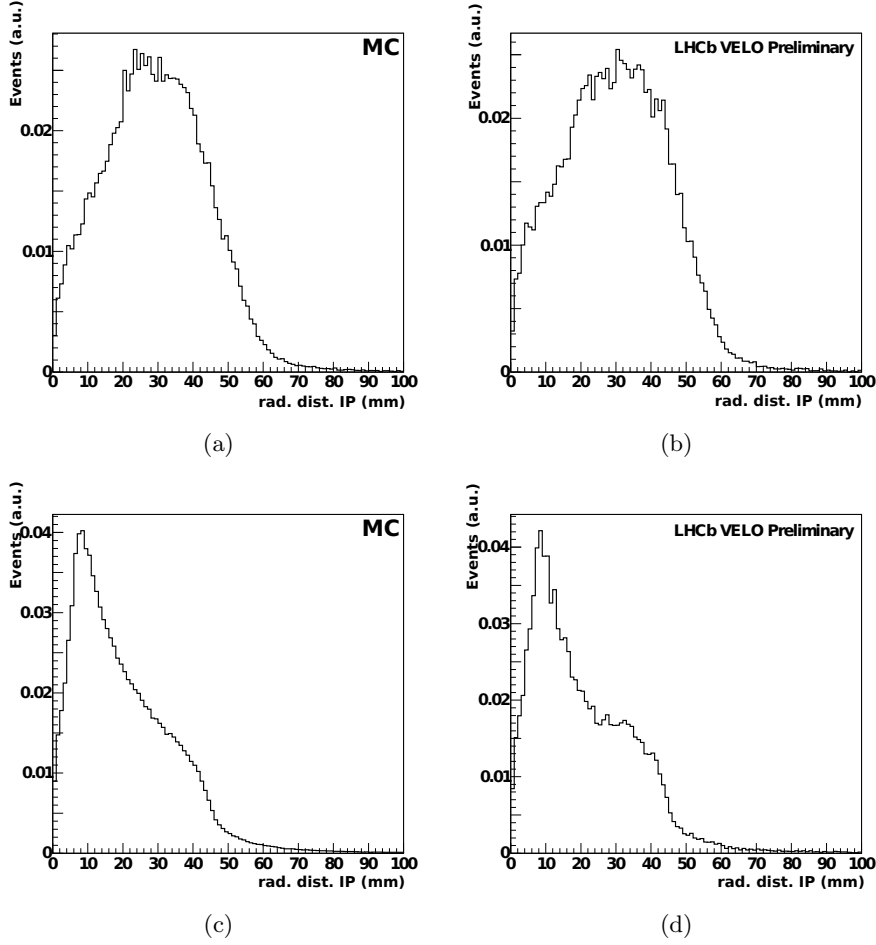 Events (a.u.)
MC
0.02
0.01
0
0 10 20 30 40 50 60 70 80 90 100
rad. dist. IP (mm)
(a)
Events (a.u.)
LHCb VELO Preliminary
0.02
0.01
0
0 10 20 30 40 50 60 70 80 90 100
rad. dist. IP (mm)
(b)
Events (a.u.)
MC
0.04
0.03
0.02
0.01
0
0 10 20 30 40 50 60 70 80 90 100
rad. dist. IP (mm)
(c)
Events (a.u.)
LHCb VELO Preliminary
0.04
0.03
0.02
0.01
0
0 10 20 30 40 50 60 70 80 90 100
rad. dist. IP (mm)
(d)